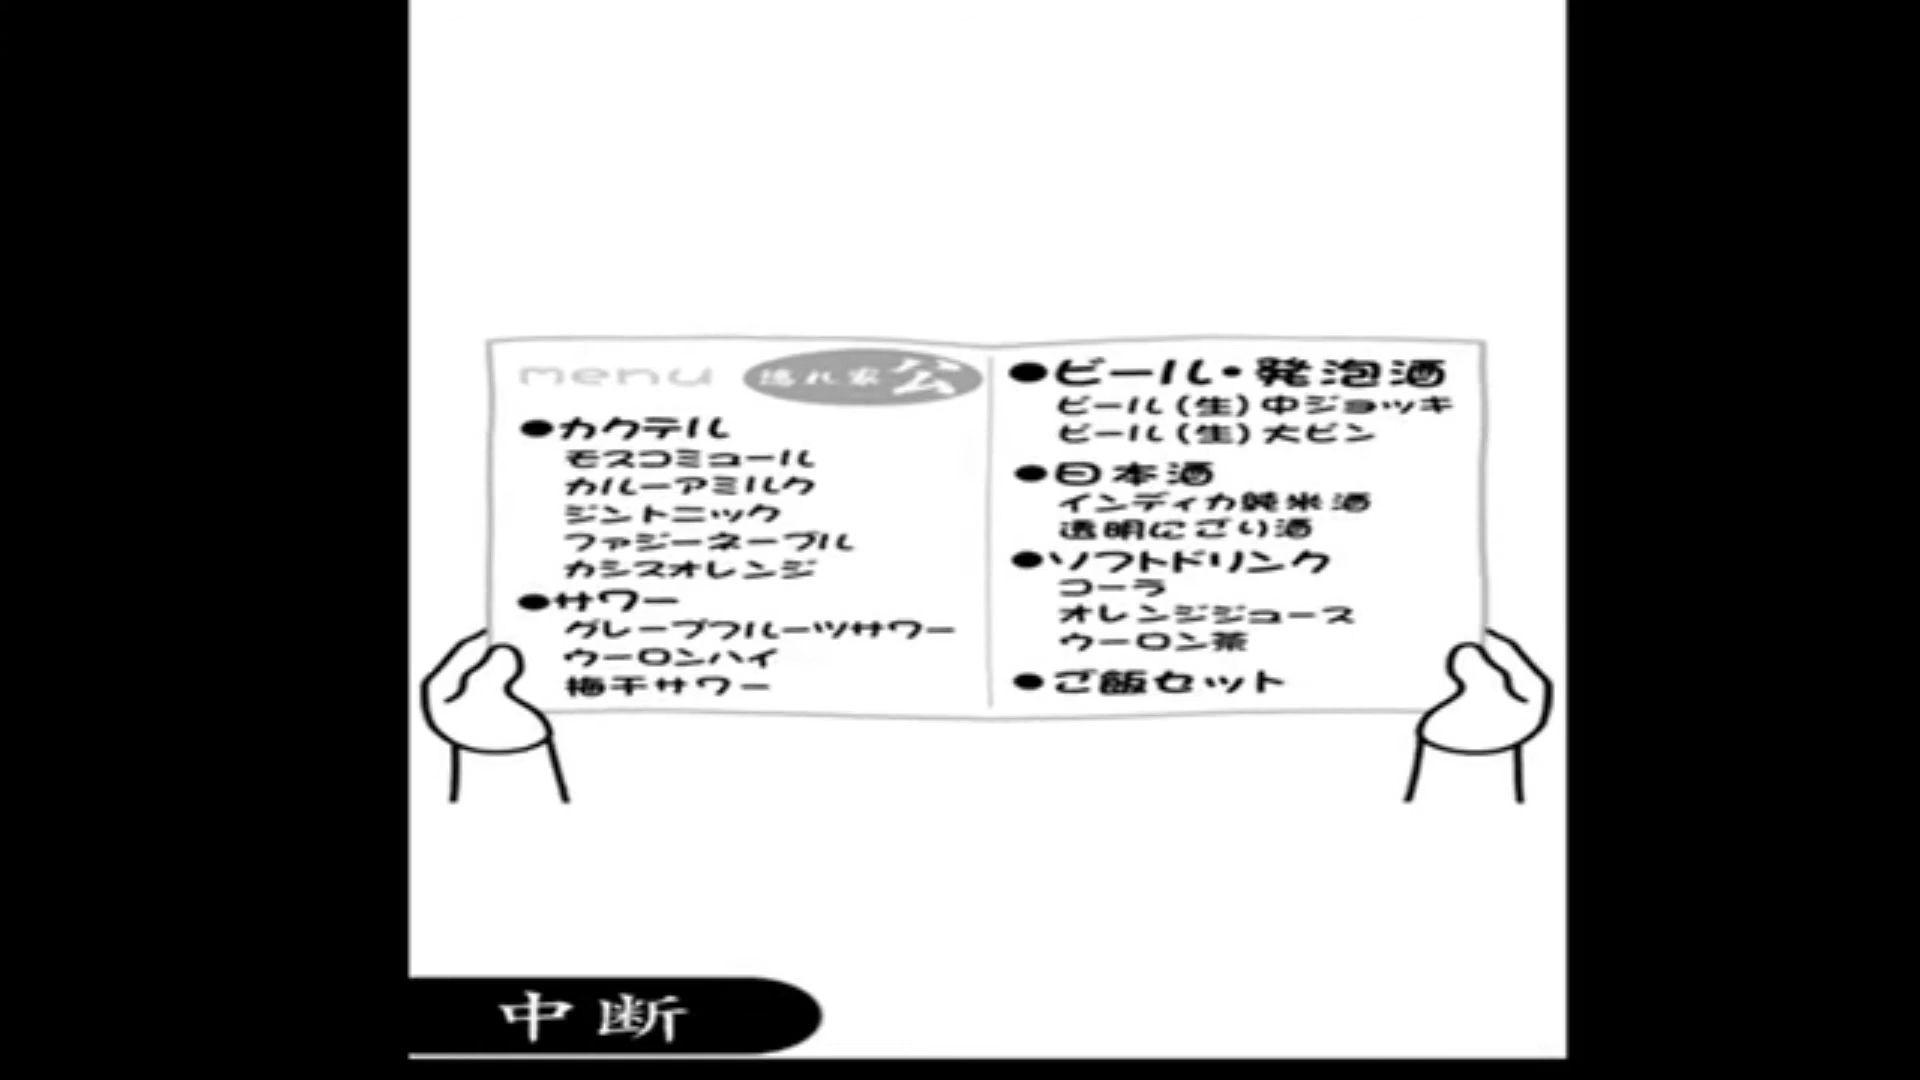 menu 隠れ家 公
●カクテル
モスコミュール
カルーアミルク
ジントニック
ファジーネーブル
カシスオレンジ
●サワー
グレープフルーツサワー
ウーロンハイ
梅干サワー
●ビール・発泡酒
ビール(生)中ジョッキ
ビール(生)大ビン
●日本酒
インディカ純米酒
透明にごり酒
●ソフトドリンク
コーラ
オレンジジュース
ウーロン茶
●ご飯セット
中断